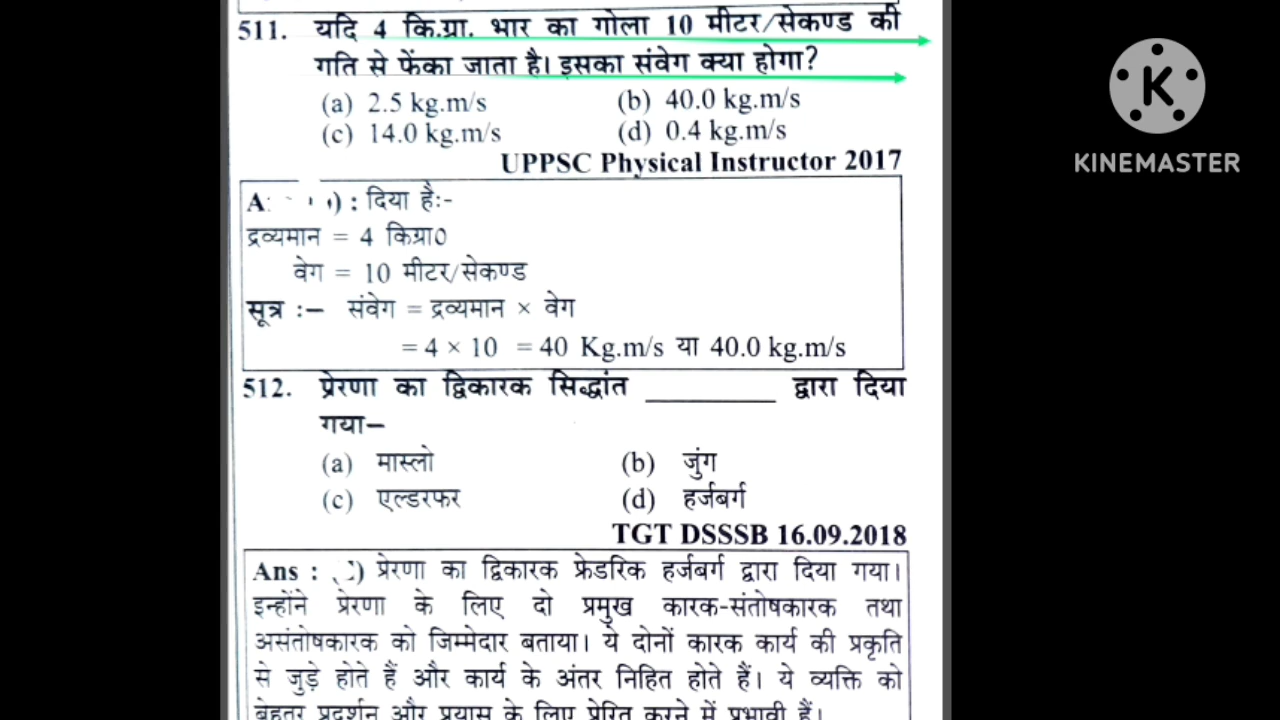 511. यदि 4 कि.ग्रा. भार का गोला 10 मीटर/सेकण्ड की
गति से फेंका जाता है। इसका संवेग क्या होगा?
(a) 2.5 kg.m/s (b) 40.0 kg.m/s
(c) 14.0 kg.m/s (d) 0.4 kg.m/s
UPPSC Physical Instructor 2017
) : दिया है:-
द्रव्यमान = 4 किग्रा0
वेग = 10 मीटर/सेकण्ड
सूत्र :– संवेग = द्रव्यमान × वेग
= 4 × 10 = 40 Kg.m/s या 40.0 kg.m/s
512. प्रेरणा का द्विकारक सिद्धांत __________ द्वारा दिया
गया–
(a) मास्लो (b) जुंग
(c) एल्डरफर (d) हर्जबर्ग
TGT DSSSB 16.09.2018
Ans : ) प्रेरणा का द्विकारक फ्रेडरिक हर्जबर्ग द्वारा दिया गया।
इन्होंने प्रेरणा के लिए दो प्रमुख कारक-संतोषकारक तथा
असंतोषकारक को जिम्मेदार बताया। ये दोनों कारक कार्य की प्रकृति
से जुड़े होते हैं और कार्य के अंतर निहित होते हैं। ये व्यक्ति को
बेहतर प्रदर्शन और प्रयास के लिए प्रेरित करने में प्रभावी हैं।
K
KINEMASTER